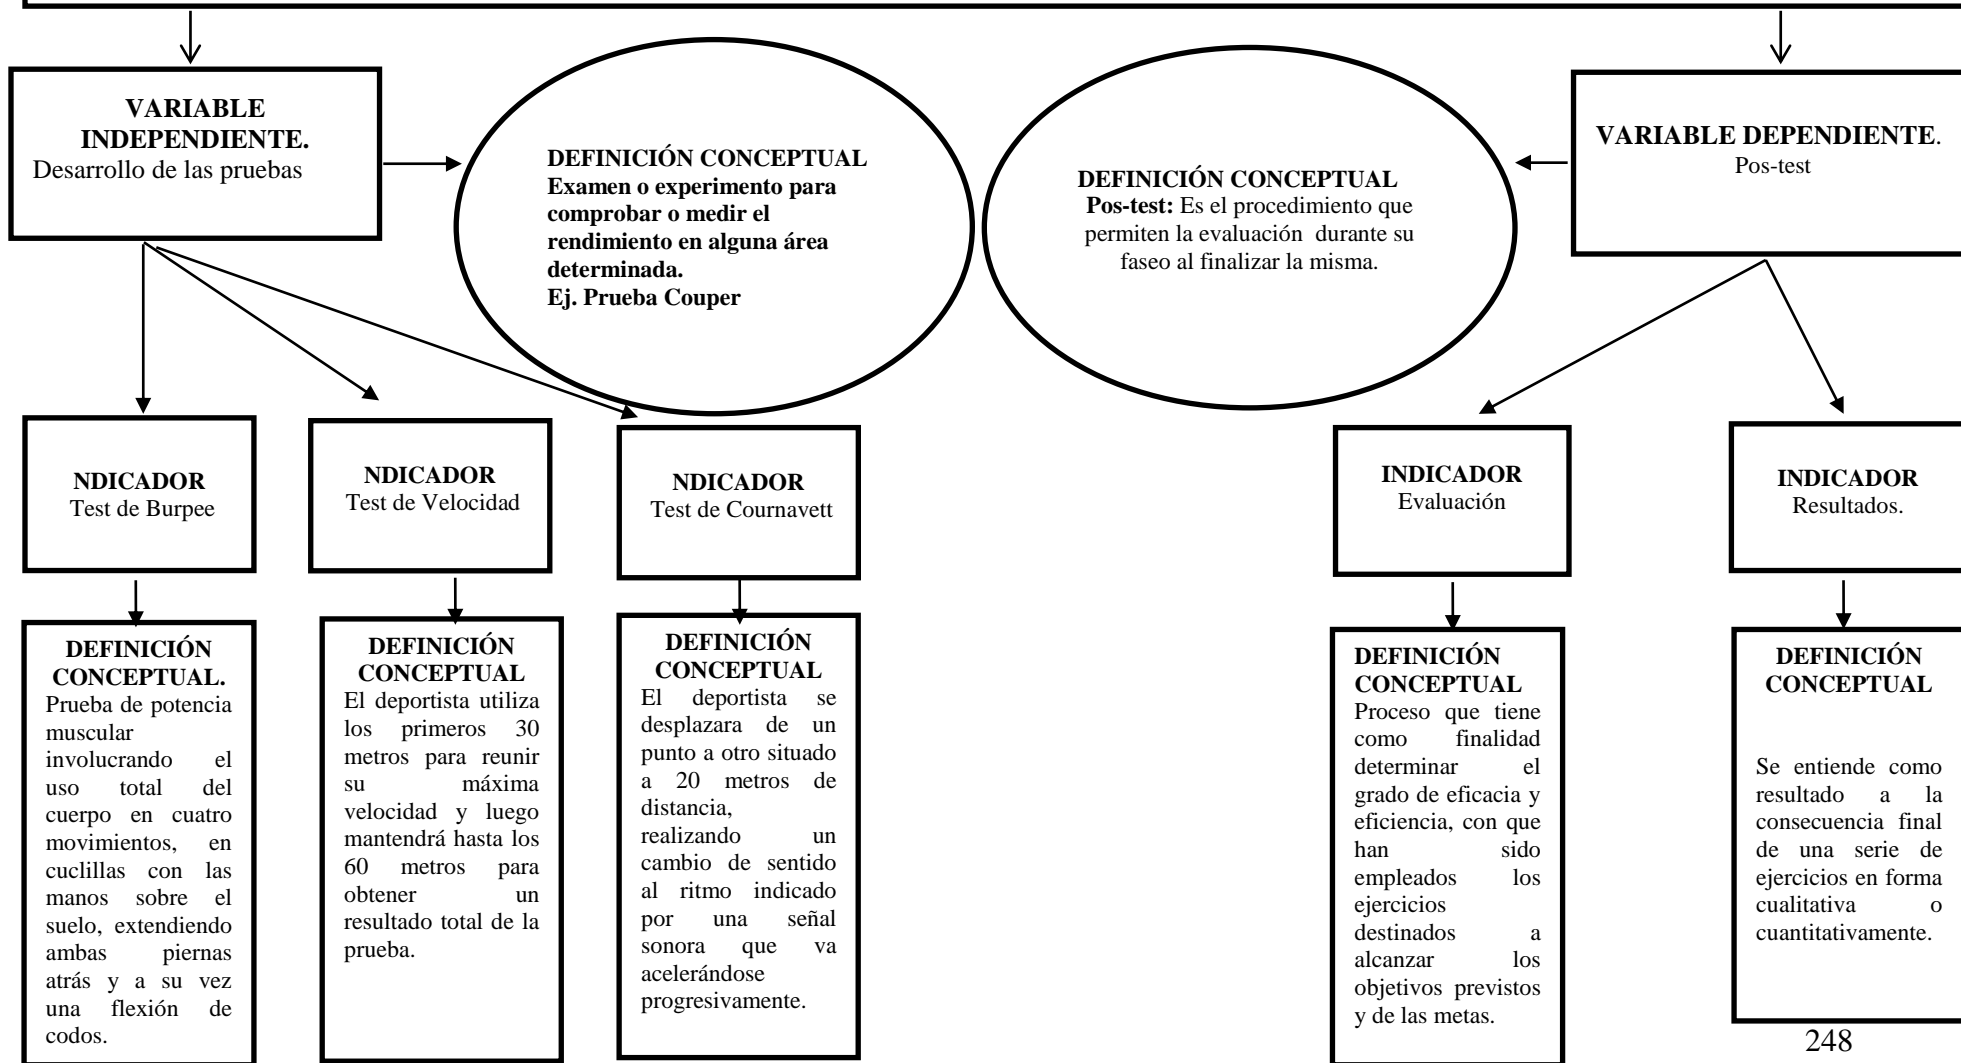 VARIABLE
INDEPENDIENTE.
Desarrollo de las pruebas
DEFINICIÓN CONCEPTUAL
Examen o experimento para
comprobar o medir el
rendimiento en alguna área
determinada.
Ej. Prueba Couper
DEFINICIÓN CONCEPTUAL
Pos-test: Es el procedimiento que
permiten la evaluación durante su
faseo al finalizar la misma.
VARIABLE DEPENDIENTE.
Pos-test
NDICADOR
Test de Burpee
NDICADOR
Test de Velocidad
NDICADOR
Test de Cournavett
INDICADOR
Evaluación
INDICADOR
Resultados.
DEFINICIÓN
CONCEPTUAL.
Prueba de potencia
muscular
involucrando el
uso total del
cuerpo en cuatro
movimientos, en
cuclillas con las
manos sobre el
suelo, extendiendo
ambas piernas
atrás y a su vez
una flexión de
codos.
DEFINICIÓN
CONCEPTUAL
El deportista utiliza
los primeros 30
metros para reunir
su máxima
velocidad y luego
mantendrá hasta los
60 metros para
obtener un
resultado total de la
prueba.
DEFINICIÓN
CONCEPTUAL
El deportista se
desplazara de un
punto a otro situado
a 20 metros de
distancia,
realizando un
cambio de sentido
al ritmo indicado
por una señal
sonora que va
acelerándose
progresivamente.
DEFINICIÓN
CONCEPTUAL
Proceso que tiene
como finalidad
determinar el
grado de eficacia y
eficiencia, con que
han sido
empleados los
ejercicios
destinados a
alcanzar los
objetivos previstos
y de las metas.
DEFINICIÓN
CONCEPTUAL
Se entiende como
resultado a la
consecuencia final
de una serie de
ejercicios en forma
cualitativa o
cuantitativamente.
248